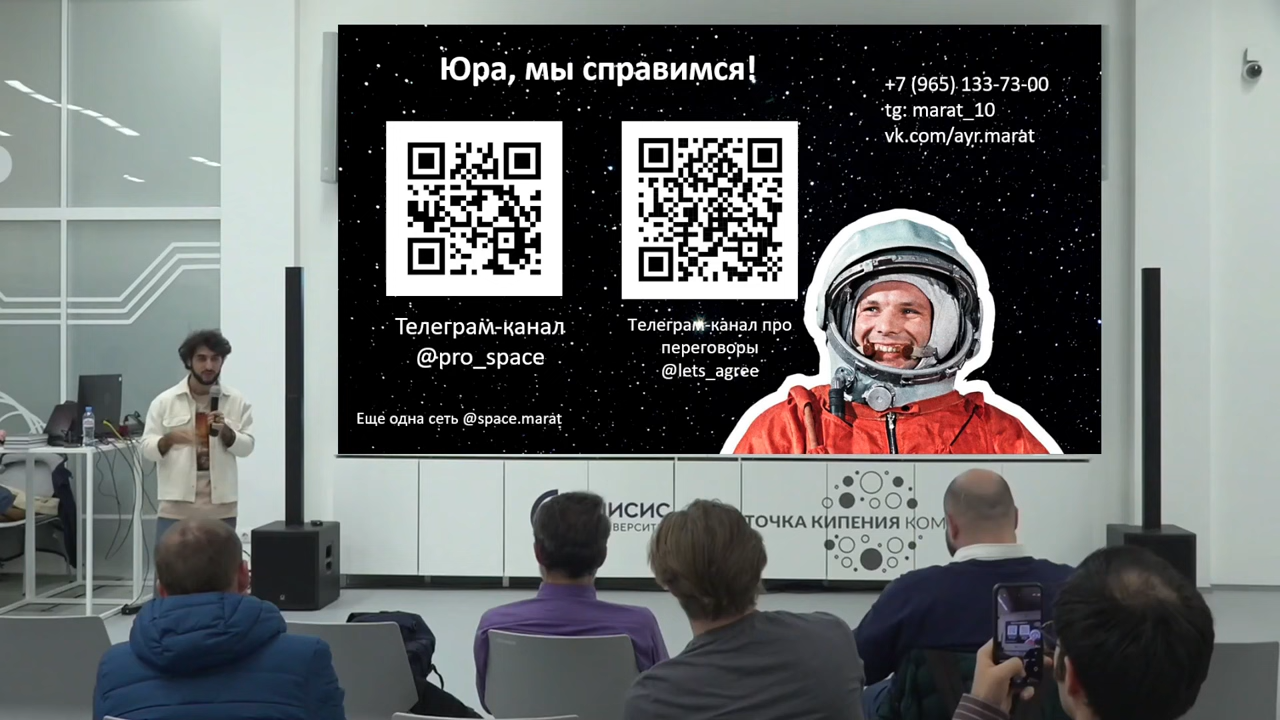 Юра, мы справимся!
+7 (965) 133-73-00
tg: marat_10
vk.com/ayr.marat
Телеграм-канал
@pro_space
Телеграм-канал про
переговоры
@lets_agree
Еще одна сеть @space.marat
ТОЧКА КИПЕНИЯ